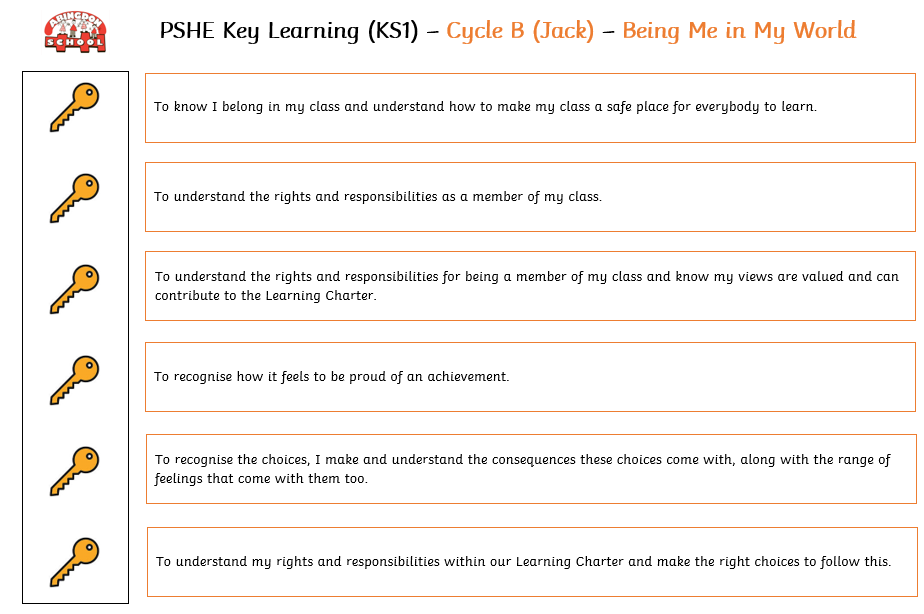 ABINGDON
SCHOOL
PSHE Key Learning (KS1) – Cycle B (Jack) – Being Me in My World
To know I belong in my class and understand how to make my class a safe place for everybody to learn.
To understand the rights and responsibilities as a member of my class.
To understand the rights and responsibilities for being a member of my class and know my views are valued and can
contribute to the Learning Charter.
To recognise how it feels to be proud of an achievement.
To recognise the choices, I make and understand the consequences these choices come with, along with the range of
feelings that come with them too.
To understand my rights and responsibilities within our Learning Charter and make the right choices to follow this.